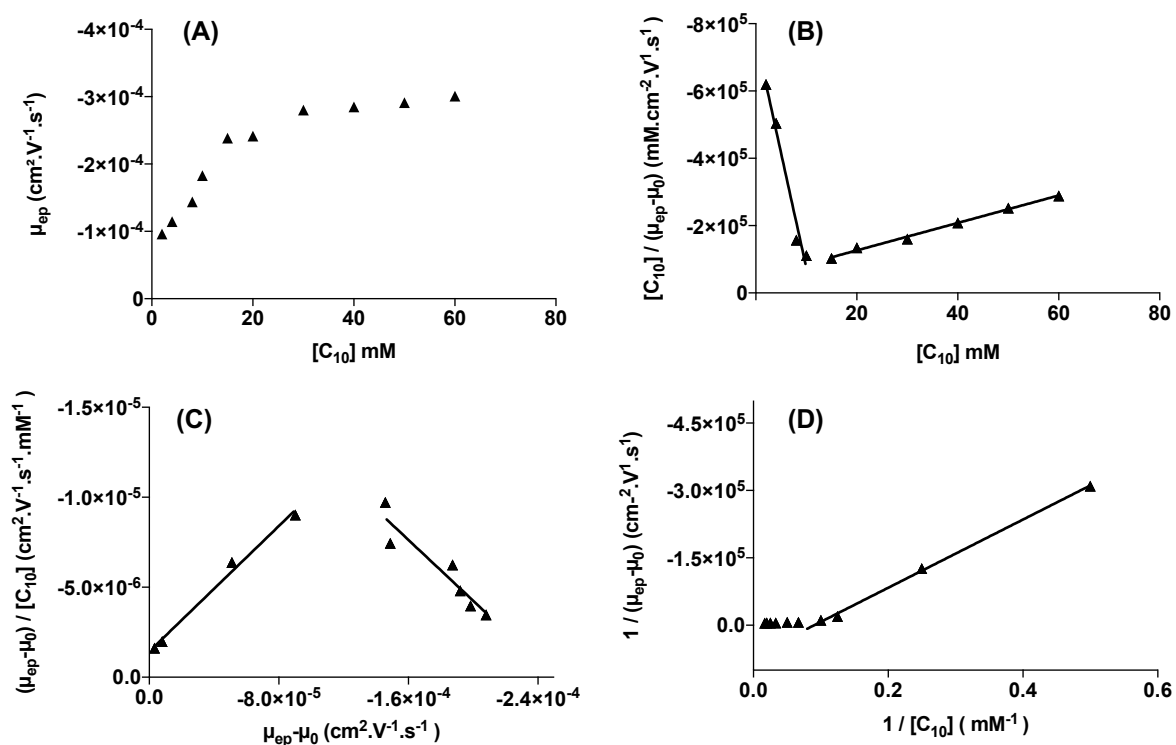 (A)
-4×10-4
-3×10-4
-2×10-4
-1×10-4
0
0 20 40 60 80
[C10] mM
µep (cm2.V-1.s-1)
(B)
-8×105
-6×105
-4×105
-2×105
0
20 40 60 80
[C10] mM
[C10] / (µep-µ0) (mM.cm-2.V1.s1)
(C)
-1.5×10-5
-1.0×10-5
-5.0×10-6
0.0
0.0 -8.0×10-5 -1.6×10-4 -2.4×10-4
µep-µ0 (cm2.V-1.s-1)
(µep-µ0) / [C10] (cm2.V-1.s-1.mM-1)
(D)
-4.5×105
-3.0×105
-1.5×105
0.0
0.0 0.2 0.4 0.6
1 / [C10] ( mM-1)
1 / (µep-µ0) (cm-2.V1.s1)